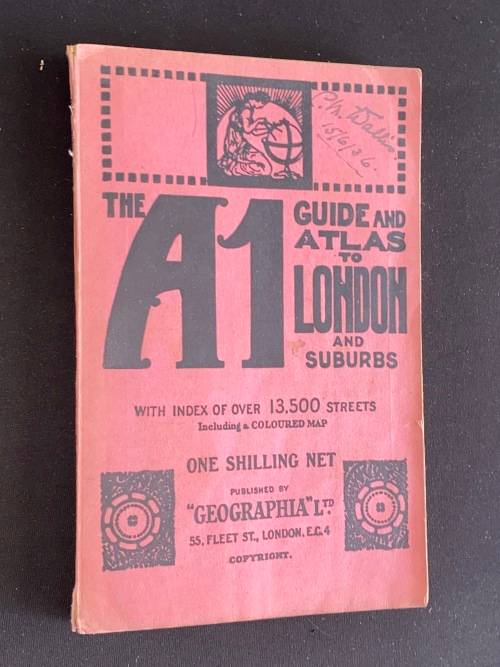 P.M. Wallis.
15/6/36.
THE A1 GUIDE AND
ATLAS
TO
LONDON
AND
SUBURBS
WITH INDEX OF OVER 13,500 STREETS
Including a COLOURED MAP
ONE SHILLING NET
PUBLISHED BY
"GEOGRAPHIA" LTD
55, FLEET ST., LONDON, E.C.4
COPYRIGHT.